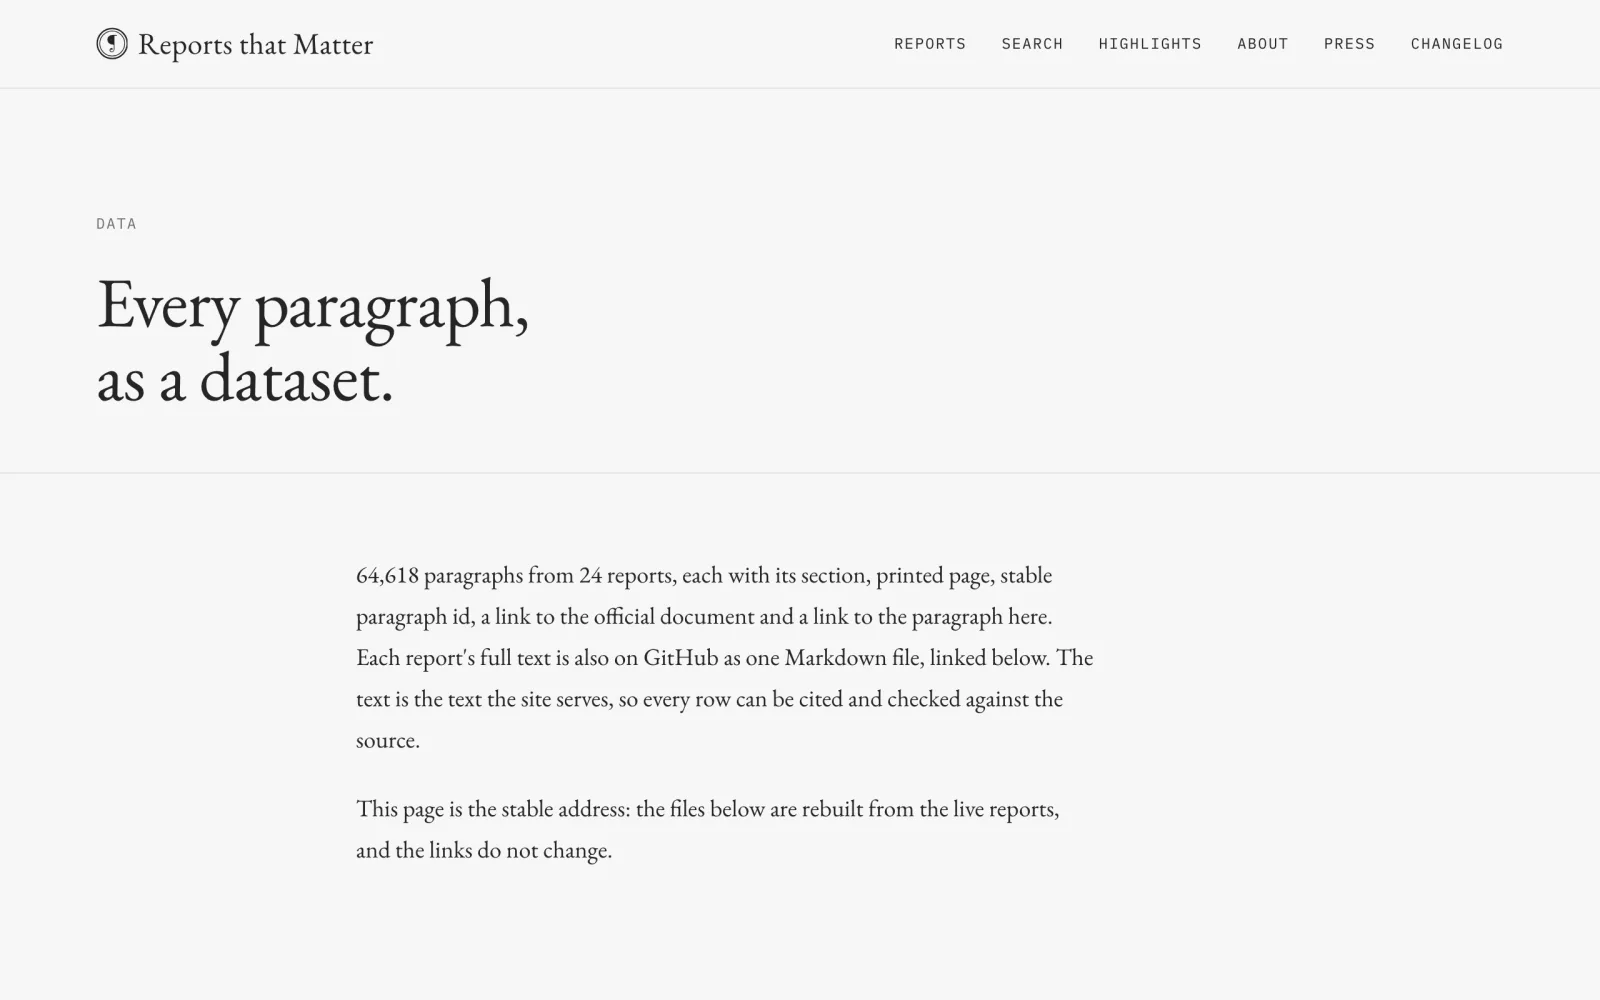 Reports that Matter
REPORTS SEARCH HIGHLIGHTS ABOUT PRESS CHANGELOG
DATA
Every paragraph,
as a dataset.
64,618 paragraphs from 24 reports, each with its section, printed page, stable
paragraph id, a link to the official document and a link to the paragraph here.
Each report's full text is also on GitHub as one Markdown file, linked below. The
text is the text the site serves, so every row can be cited and checked against the
source.
This page is the stable address: the files below are rebuilt from the live reports,
and the links do not change.